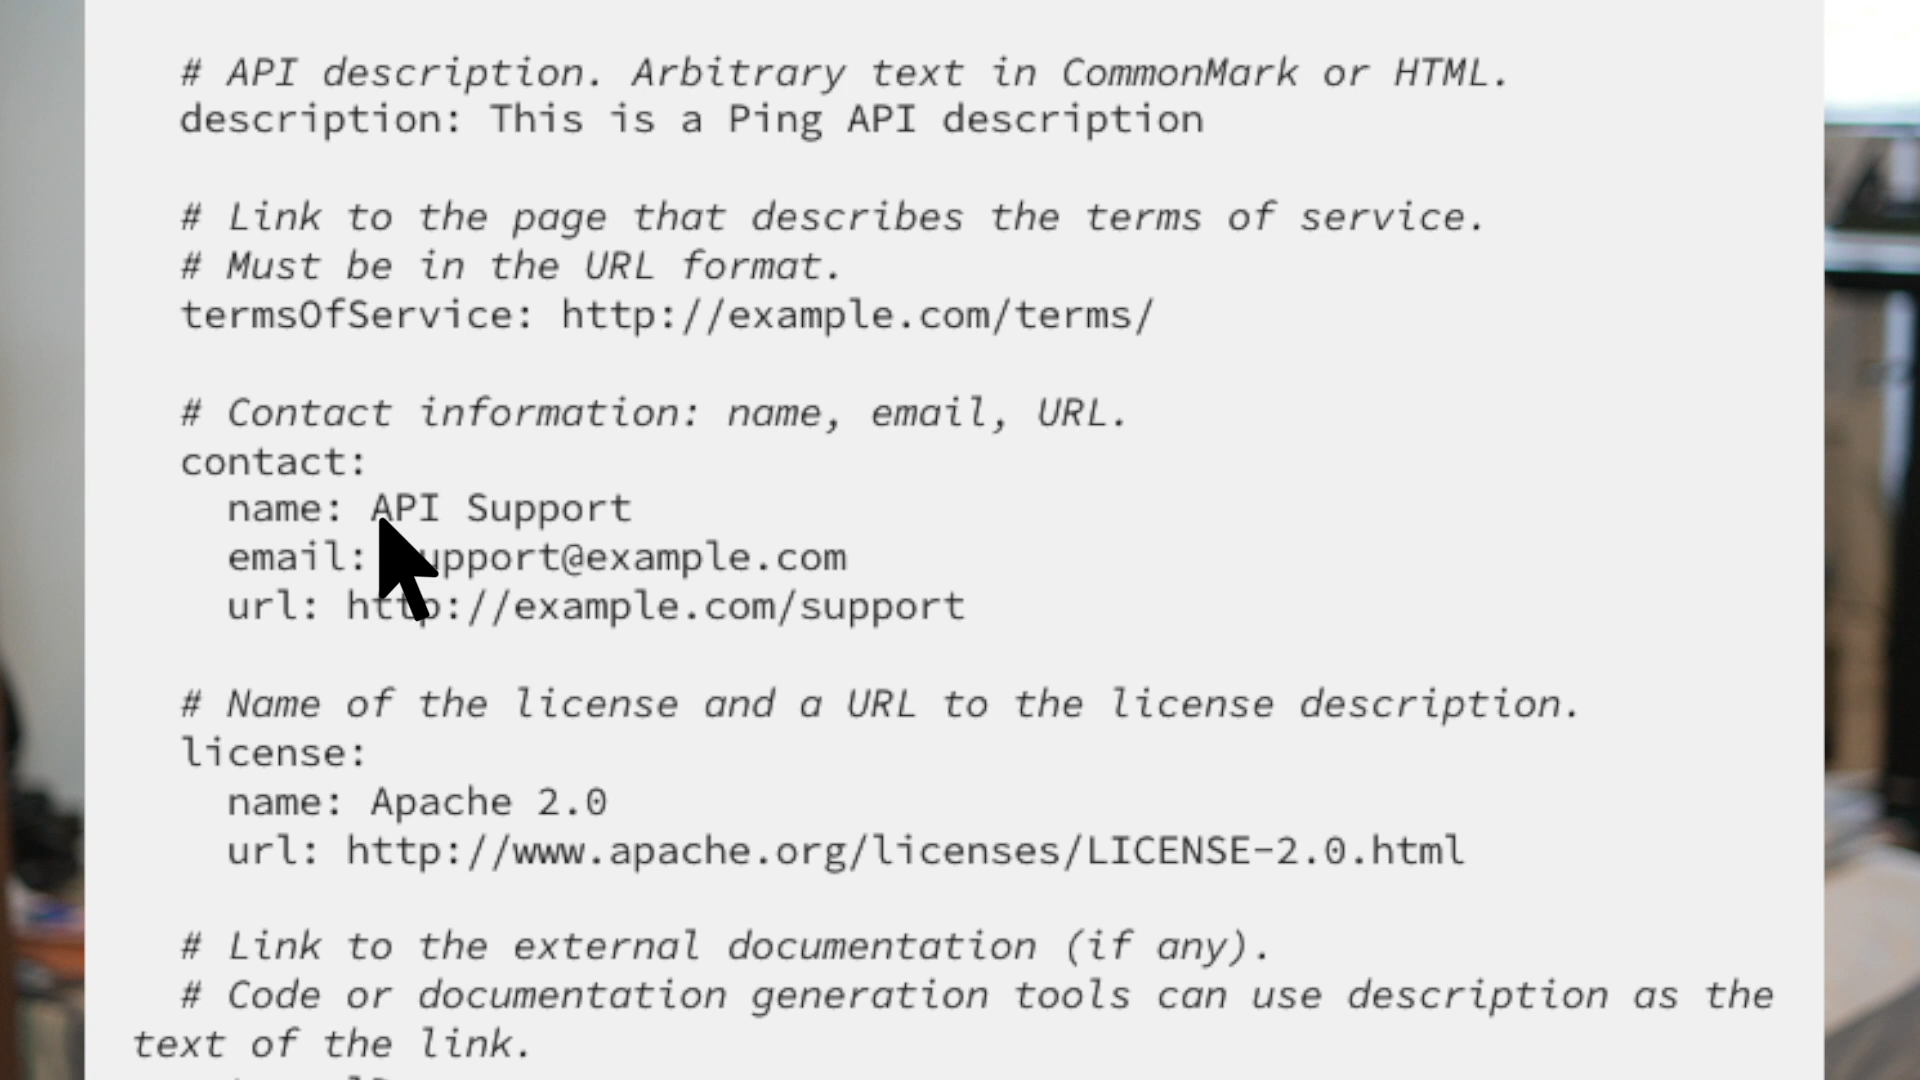 # API description. Arbitrary text in CommonMark or HTML.
description: This is a Ping API description
# Link to the page that describes the terms of service.
# Must be in the URL format.
termsOfService: http://example.com/terms/
# Contact information: name, email, URL.
contact:
name: API Support
email: support@example.com
url: http://example.com/support
# Name of the license and a URL to the license description.
license:
name: Apache 2.0
url: http://www.apache.org/licenses/LICENSE-2.0.html
# Link to the external documentation (if any).
# Code or documentation generation tools can use description as the
text of the link.